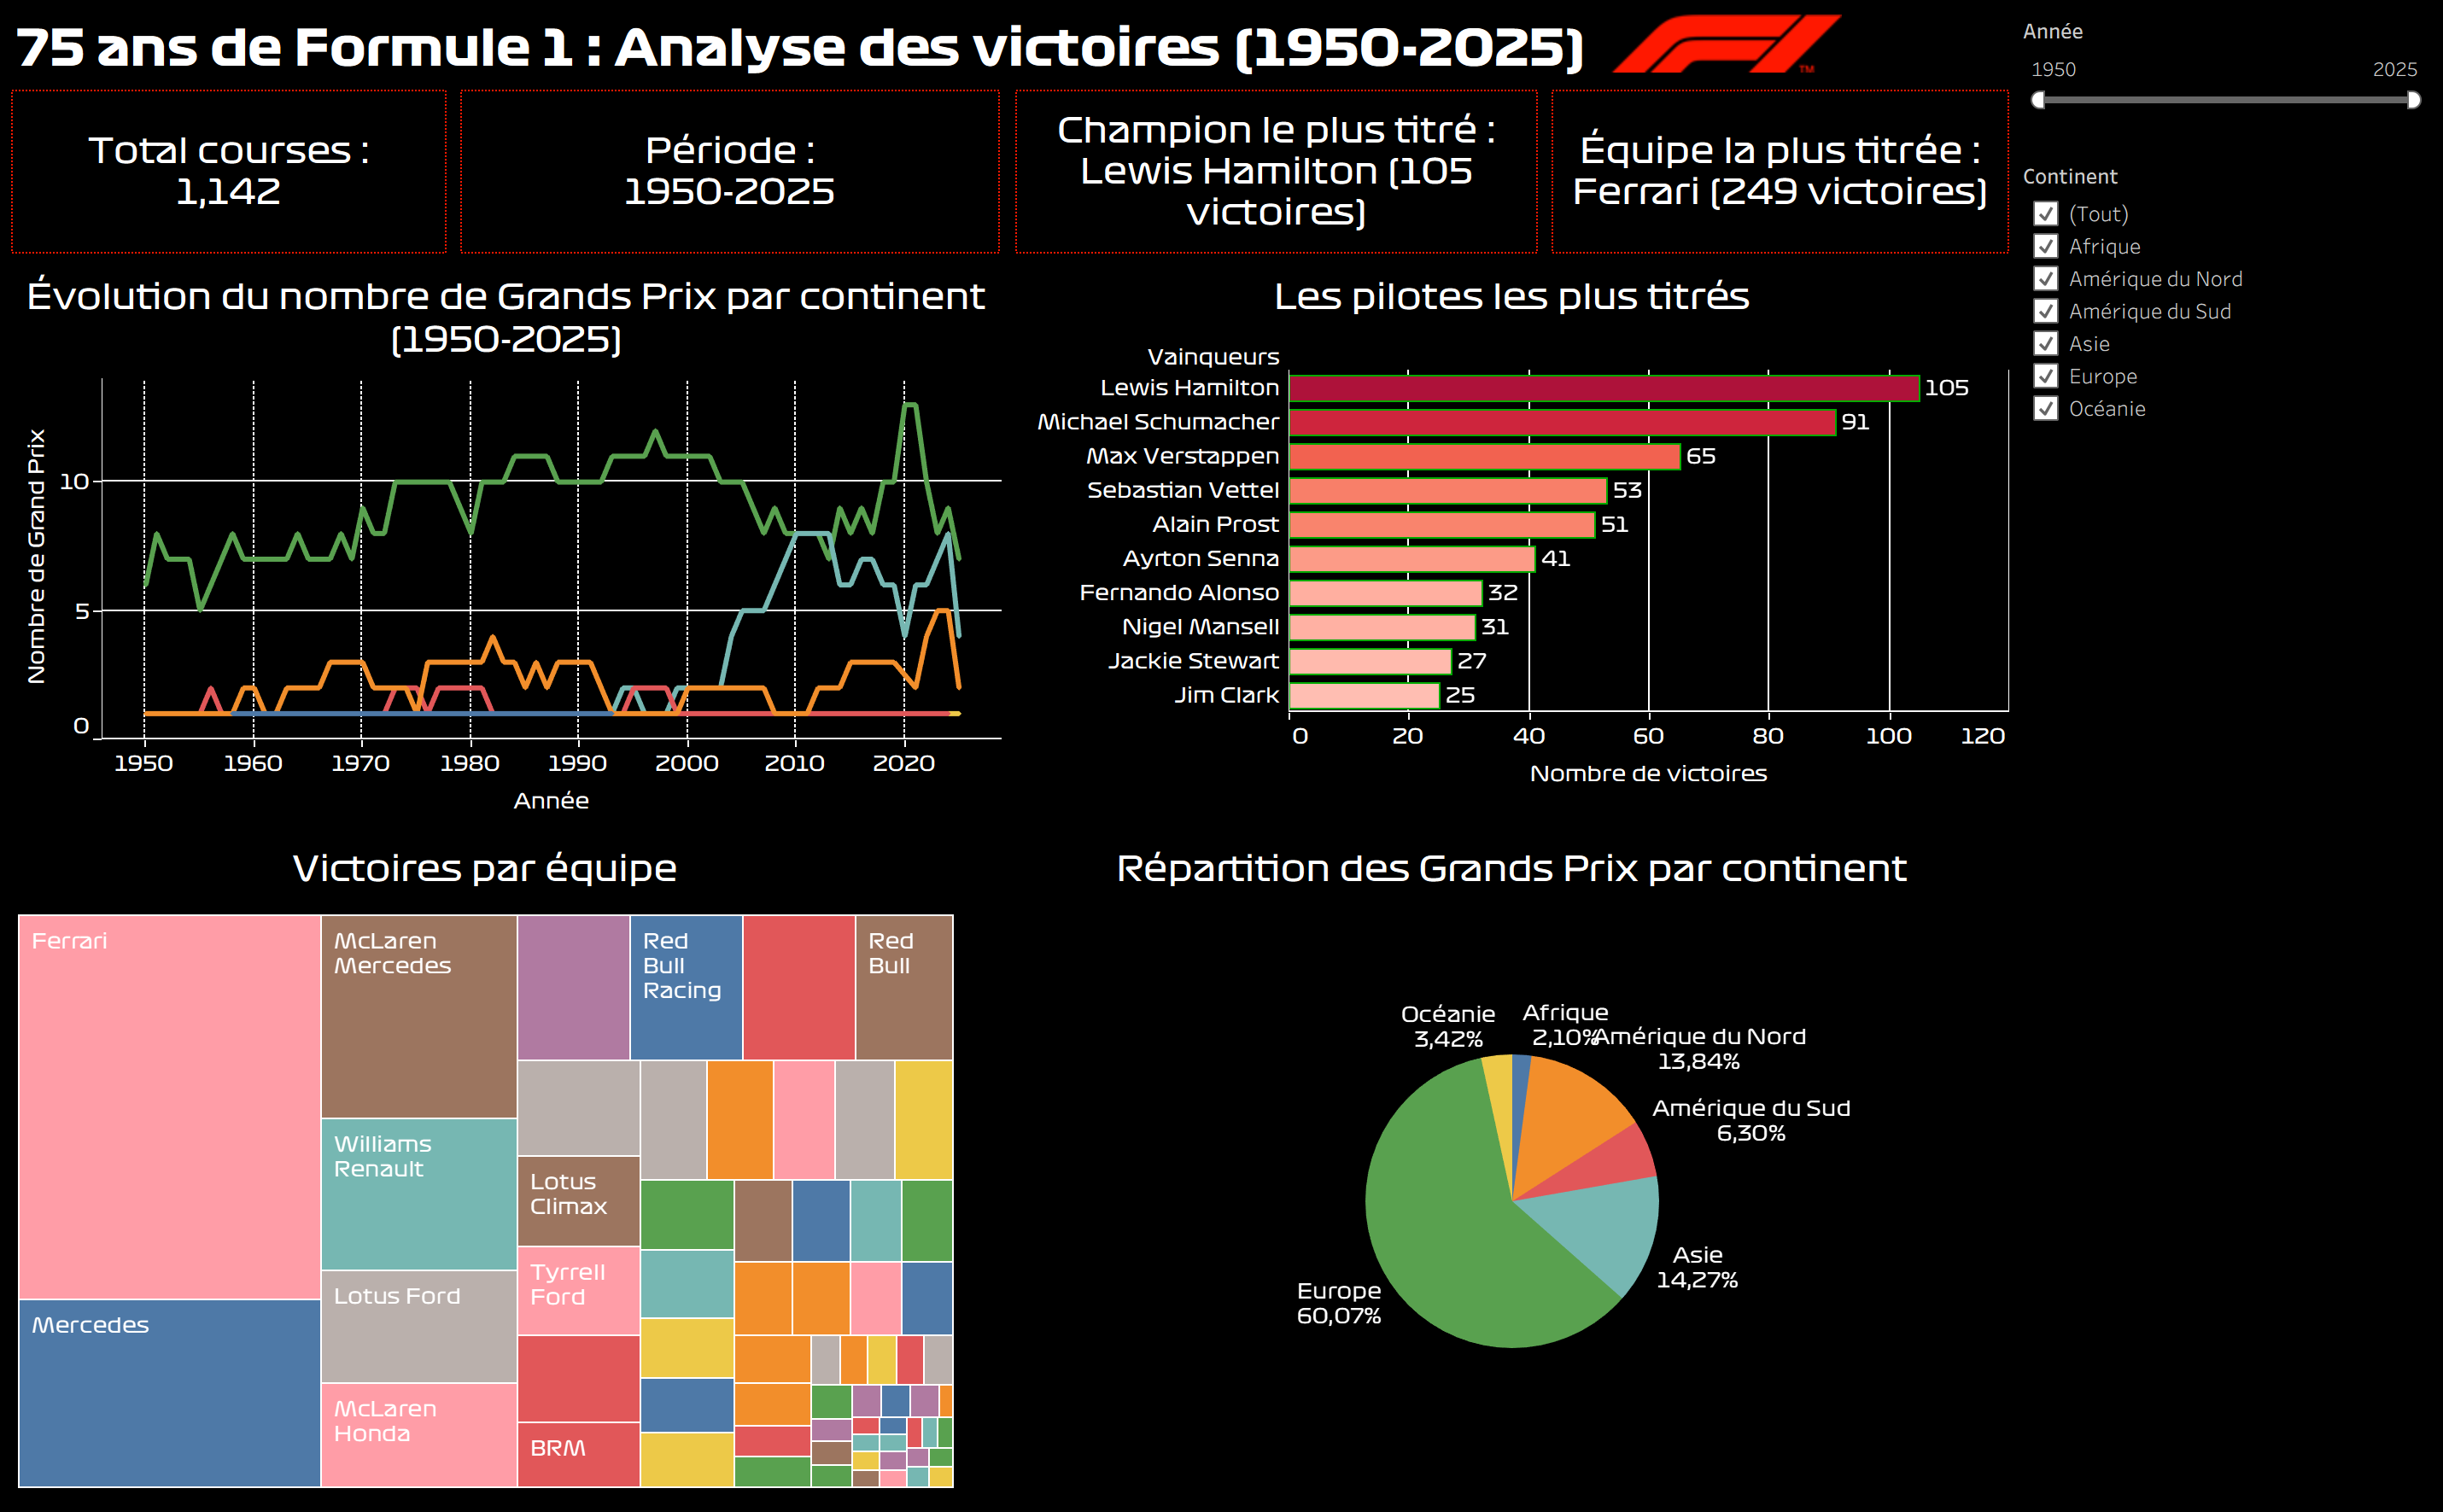 75 ans de Formule 1 : Analyse des victoires (1950-2025)
TM
Année
1950
2025
Total courses :
1,142
Période :
1950-2025
Champion le plus titré :
Lewis Hamilton (105
victoires)
Équipe la plus titrée :
Ferrari (249 victoires)
Continent
(Tout)
Afrique
Amérique du Nord
Amérique du Sud
Asie
Europe
Océanie
Évolution du nombre de Grands Prix par continent
(1950-2025)
Nombre de Grand Prix
10
5
0
1950
1960
1970
1980
1990
2000
2010
2020
Année
Les pilotes les plus titrés
Vainqueurs
Lewis Hamilton
105
Michael Schumacher
91
Max Verstappen
65
Sebastian Vettel
53
Alain Prost
51
Ayrton Senna
41
Fernando Alonso
32
Nigel Mansell
31
Jackie Stewart
27
Jim Clark
25
0
20
40
60
80
100
120
Nombre de victoires
Victoires par équipe
Ferrari
Mercedes
McLaren
Mercedes
Williams
Renault
Lotus Ford
McLaren
Honda
Red
Bull
Racing
Red
Bull
Lotus
Climax
Tyrrell
Ford
BRM
Répartition des Grands Prix par continent
Océanie
3,42%
Afrique
2,10%
Amérique du Nord
13,84%
Amérique du Sud
6,30%
Asie
14,27%
Europe
60,07%